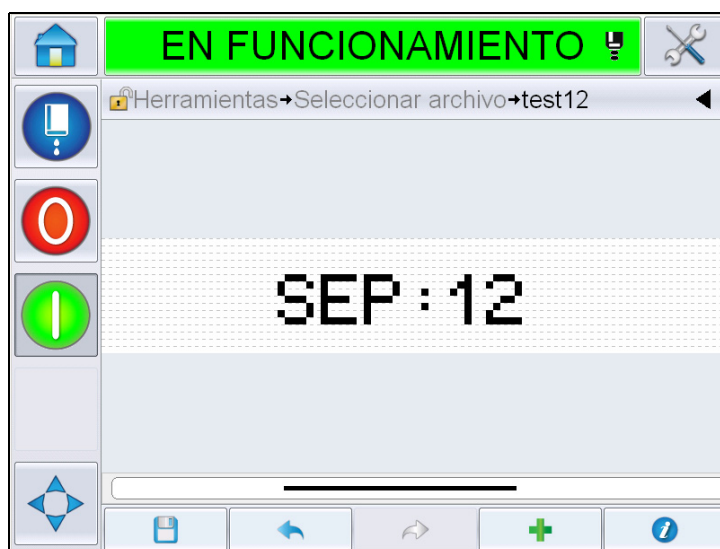 EN FUNCIONAMIENTO
Herramientas→Seleccionar archivo→test12
SEP:12